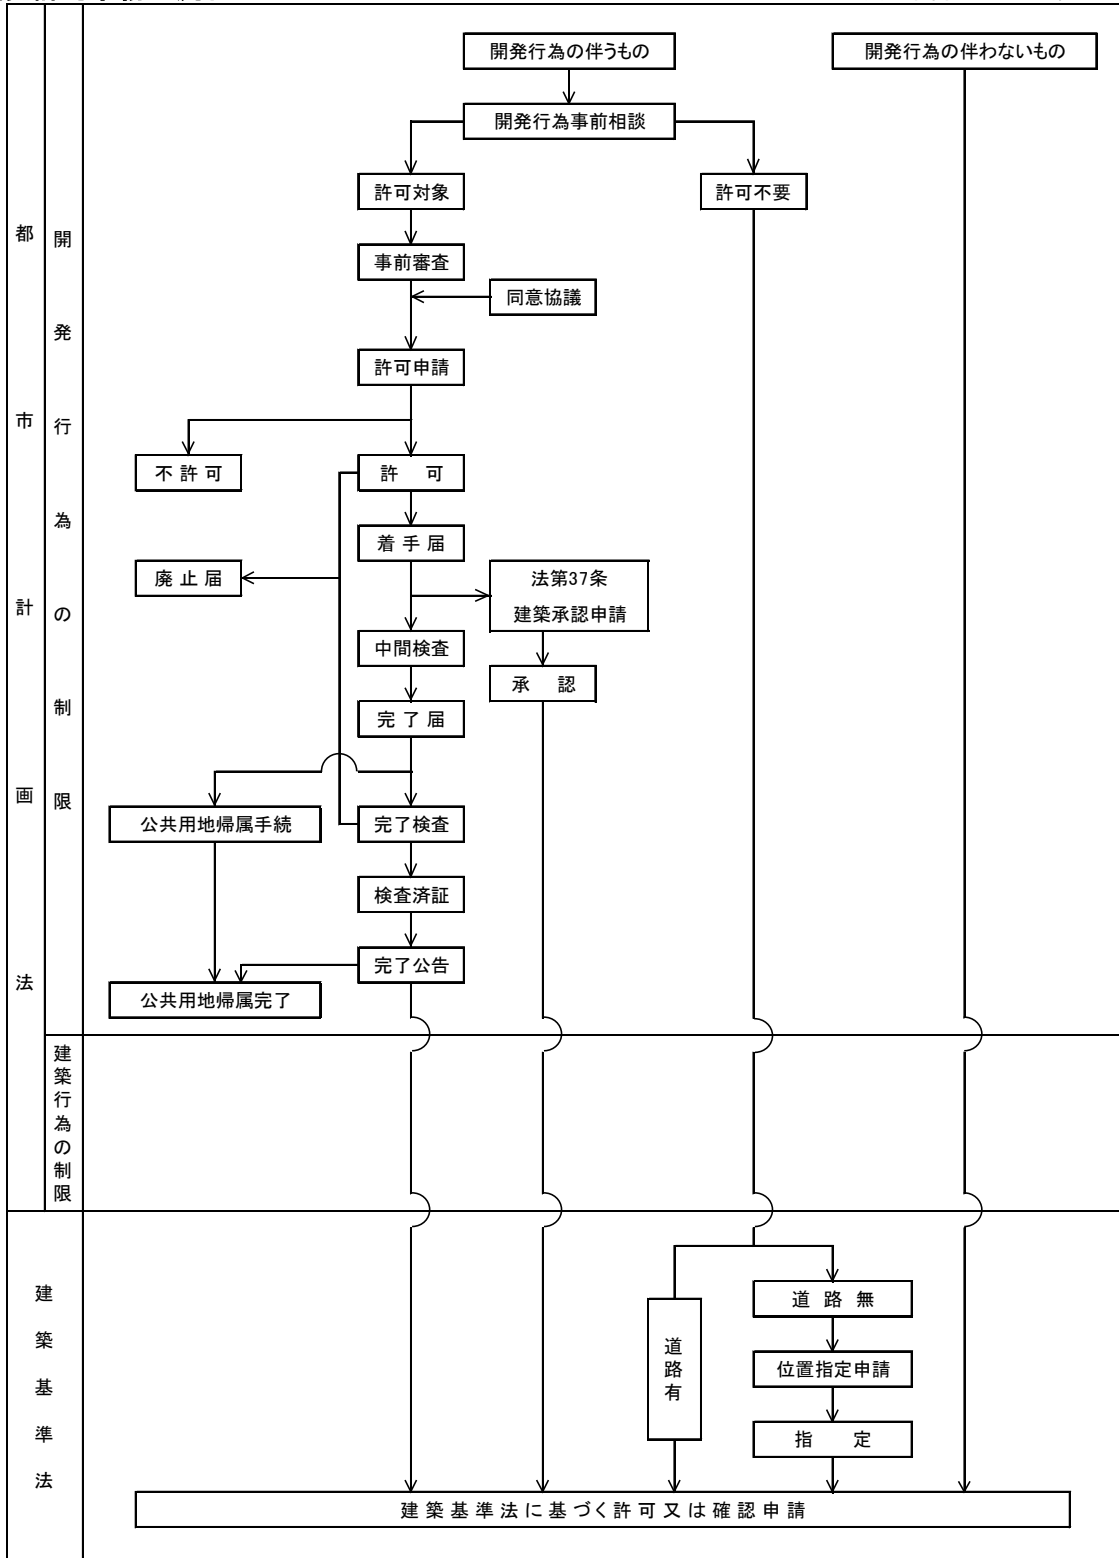 開発行為の伴うもの
開発行為の伴わないもの
開発行為事前相談
許可対象
許可不要
事前審査
同意協議
許可申請
不許可
許　可
着手届
廃止届
法第37条
建築承認申請
中間検査
承　認
完了届
公共用地帰属手続
完了検査
検査済証
完了公告
公共用地帰属完了
都市計画法
開発行為の制限
建築行為の制限
建築基準法
道路無
道路有
位置指定申請
指　定
建築基準法に基づく許可又は確認申請